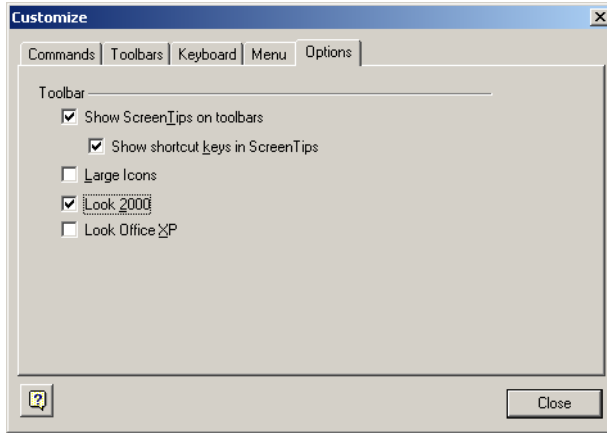 Customize
Commands Toolbars Keyboard Menu Options
Toolbar
Show ScreenTips on toolbars
Show shortcut keys in ScreenTips
Large Icons
Look 2000
Look Office XP
Close